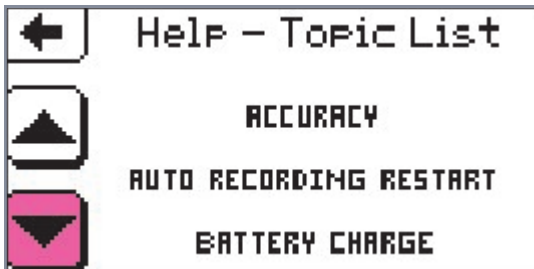 Help - Topic List
ACCURACY
AUTO RECORDING RESTART
BATTERY CHARGE